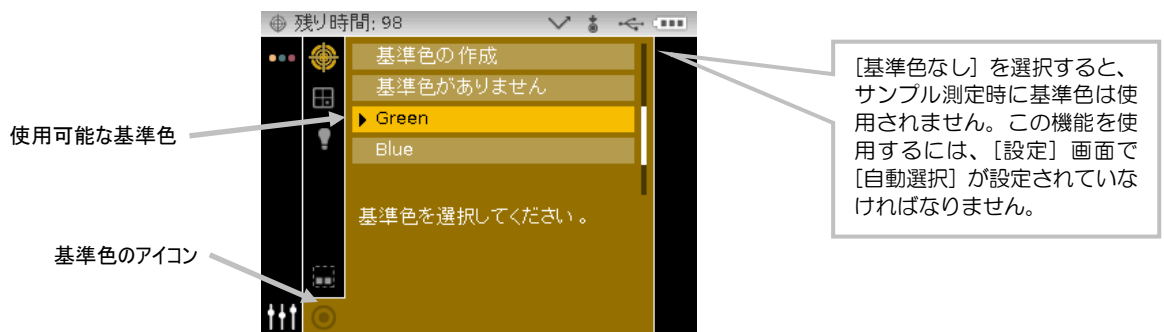 残り時間: 98
基準色の作成
基準色がありません
Green
Blue
基準色を選択してください。
使用可能な基準色
基準色のアイコン
[基準色なし] を選択すると、
サンプル測定時に基準色は使
用されません。この機能を使
用するには、[設定] 画面で
[自動選択] が設定されていな
ければなりません。